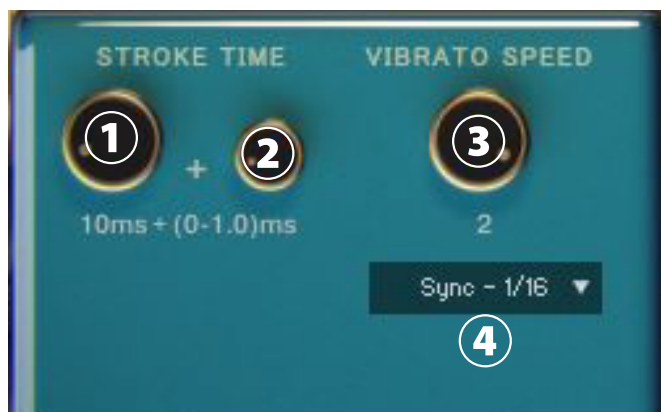 STROKE TIME
VIBRATO SPEED
1
+
2
3
10ms + (0-1.0)ms
2
Sync - 1/16 ▼
4